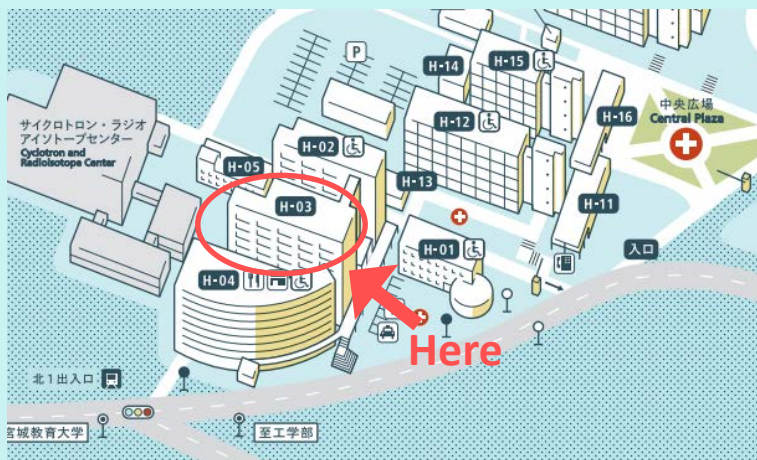 P
H-14
H-15
中央広場
Central Plaza
サイクロトロン・ラジオ
アイソトープセンター
Cyclotron and
Radioisotope Center
H-12
H-16
H-02
H-05
H-13
H-03
H-11
H-01
入口
H-04
Here
北1出入口
宮城教育大学
至工学部